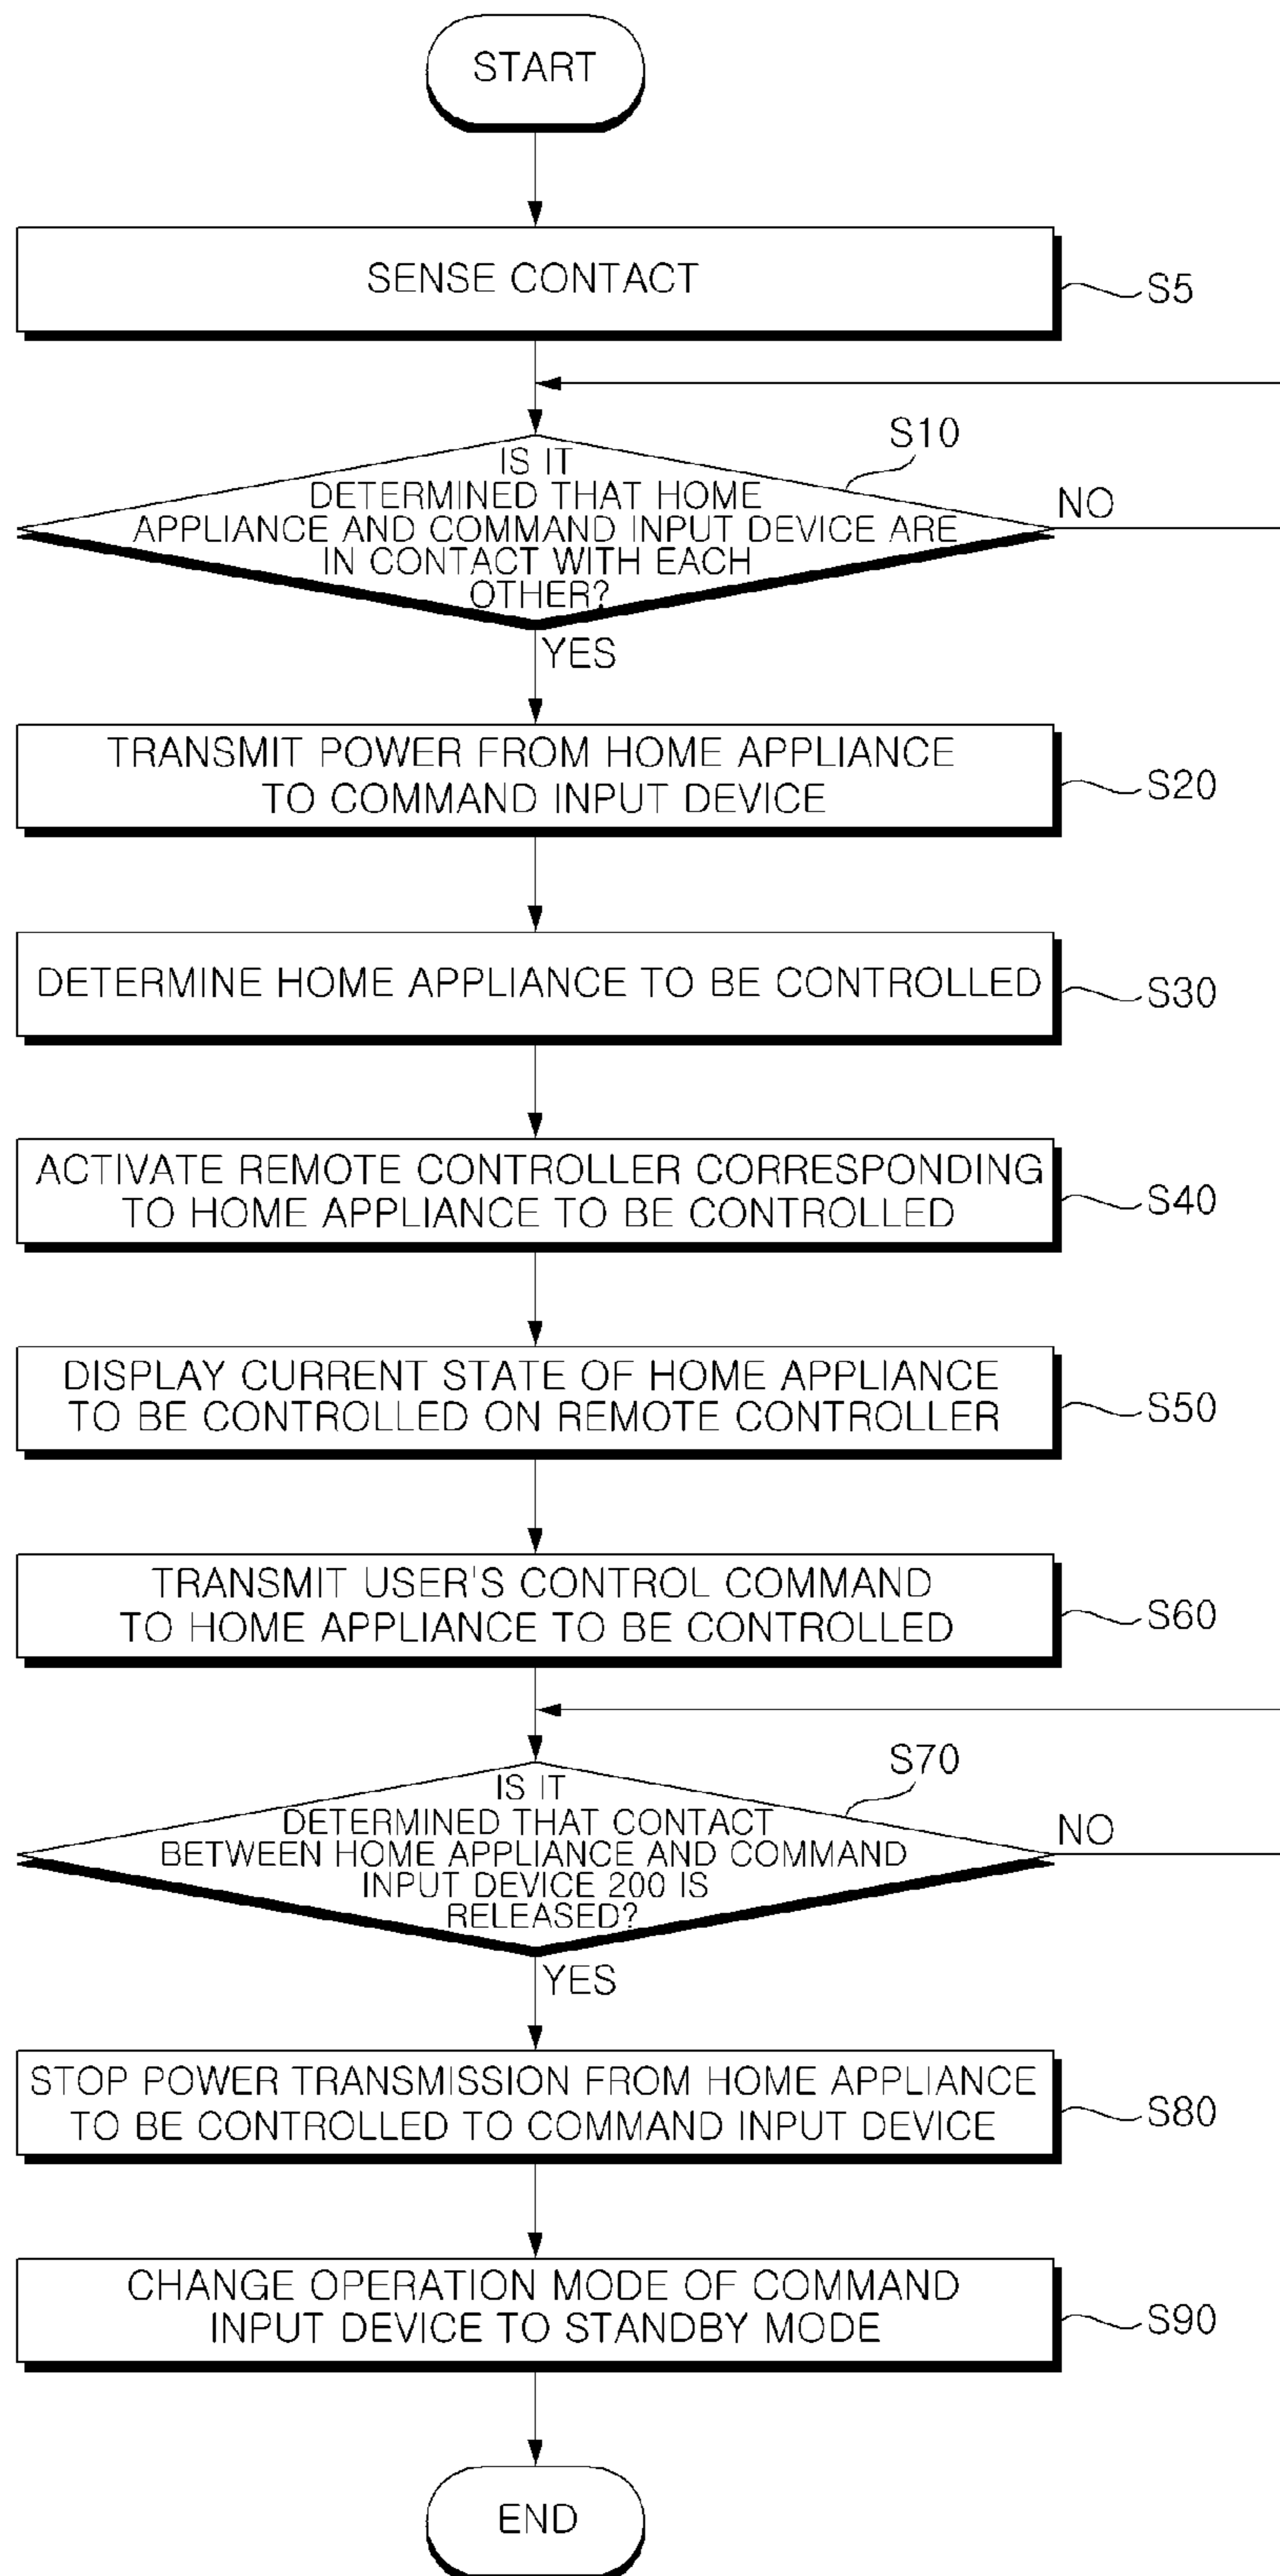 START
SENSE CONTACT
S5
S10
IS IT
DETERMINED THAT HOME
APPLIANCE AND COMMAND INPUT DEVICE ARE
IN CONTACT WITH EACH
OTHER?
NO
YES
TRANSMIT POWER FROM HOME APPLIANCE
TO COMMAND INPUT DEVICE
S20
DETERMINE HOME APPLIANCE TO BE CONTROLLED
S30
ACTIVATE REMOTE CONTROLLER CORRESPONDING
TO HOME APPLIANCE TO BE CONTROLLED
S40
DISPLAY CURRENT STATE OF HOME APPLIANCE
TO BE CONTROLLED ON REMOTE CONTROLLER
S50
TRANSMIT USER'S CONTROL COMMAND
TO HOME APPLIANCE TO BE CONTROLLED
S60
S70
IS IT
DETERMINED THAT CONTACT
BETWEEN HOME APPLIANCE AND COMMAND
INPUT DEVICE 200 IS
RELEASED?
NO
YES
STOP POWER TRANSMISSION FROM HOME APPLIANCE
TO BE CONTROLLED TO COMMAND INPUT DEVICE
S80
CHANGE OPERATION MODE OF COMMAND
INPUT DEVICE TO STANDBY MODE
S90
END